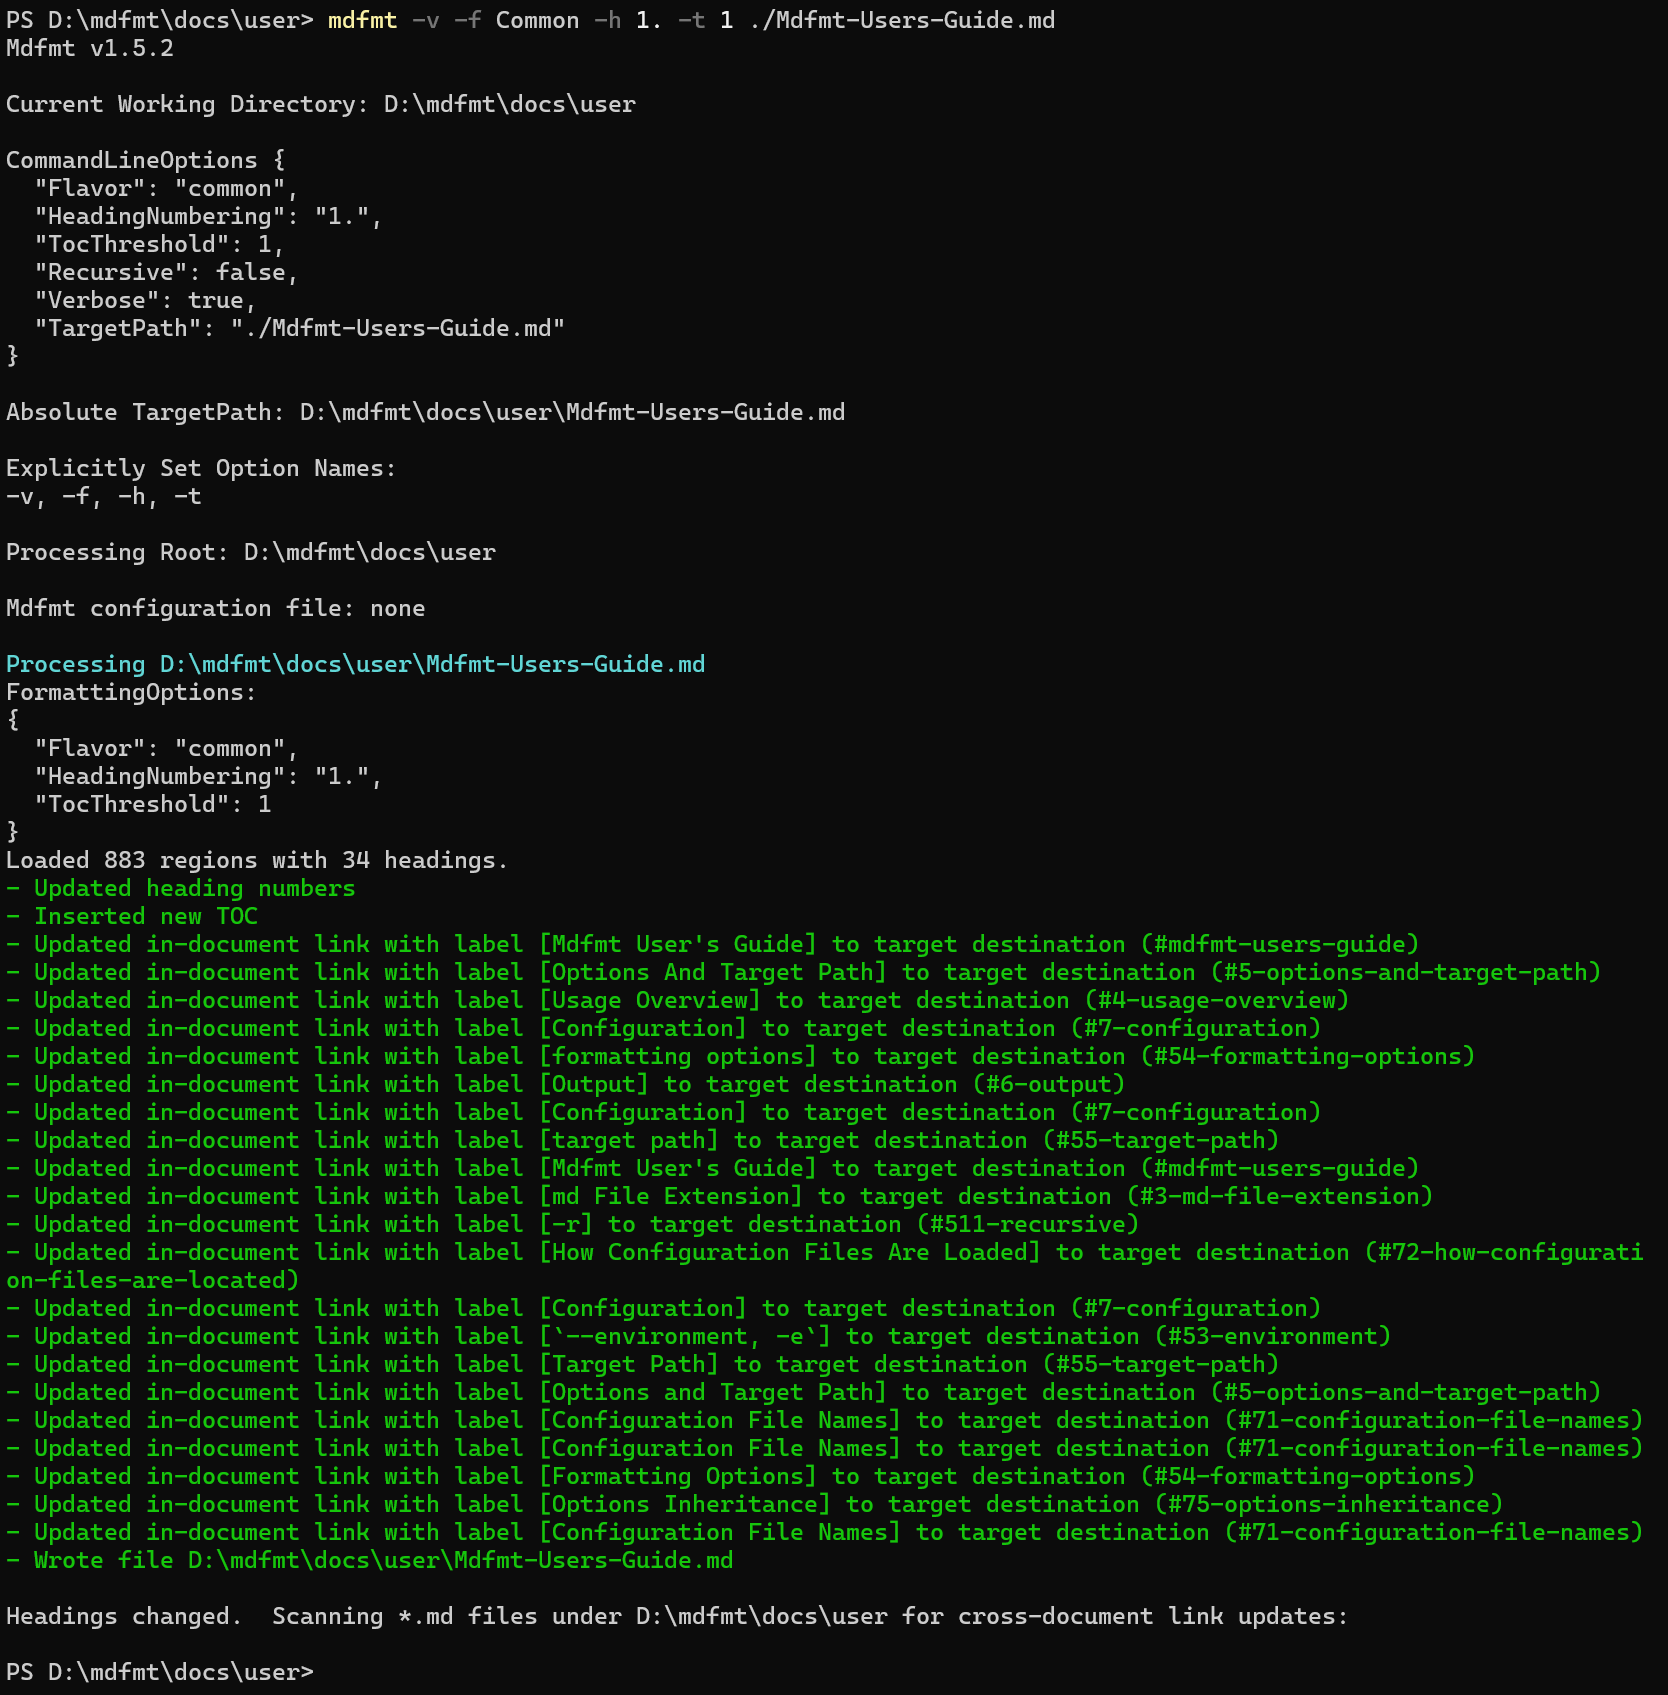 PS D:\mdfmt\docs\user> mdfmt -v -f Common -h 1. -t 1 ./Mdfmt-Users-Guide.md
Mdfmt v1.5.2

Current Working Directory: D:\mdfmt\docs\user

CommandLineOptions {
  "Flavor": "common",
  "HeadingNumbering": "1.",
  "TocThreshold": 1,
  "Recursive": false,
  "Verbose": true,
  "TargetPath": "./Mdfmt-Users-Guide.md"
}

Absolute TargetPath: D:\mdfmt\docs\user\Mdfmt-Users-Guide.md

Explicitly Set Option Names:
-v, -f, -h, -t

Processing Root: D:\mdfmt\docs\user

Mdfmt configuration file: none

Processing D:\mdfmt\docs\user\Mdfmt-Users-Guide.md
FormattingOptions:
{
  "Flavor": "common",
  "HeadingNumbering": "1.",
  "TocThreshold": 1
}
Loaded 883 regions with 34 headings.
- Updated heading numbers
- Inserted new TOC
- Updated in-document link with label [Mdfmt User's Guide] to target destination (#mdfmt-users-guide)
- Updated in-document link with label [Options And Target Path] to target destination (#5-options-and-target-path)
- Updated in-document link with label [Usage Overview] to target destination (#4-usage-overview)
- Updated in-document link with label [Configuration] to target destination (#7-configuration)
- Updated in-document link with label [formatting options] to target destination (#54-formatting-options)
- Updated in-document link with label [Output] to target destination (#6-output)
- Updated in-document link with label [Configuration] to target destination (#7-configuration)
- Updated in-document link with label [target path] to target destination (#55-target-path)
- Updated in-document link with label [Mdfmt User's Guide] to target destination (#mdfmt-users-guide)
- Updated in-document link with label [md File Extension] to target destination (#3-md-file-extension)
- Updated in-document link with label [-r] to target destination (#511-recursive)
- Updated in-document link with label [How Configuration Files Are Loaded] to target destination (#72-how-configurati
on-files-are-located)
- Updated in-document link with label [Configuration] to target destination (#7-configuration)
- Updated in-document link with label [`--environment, -e`] to target destination (#53-environment)
- Updated in-document link with label [Target Path] to target destination (#55-target-path)
- Updated in-document link with label [Options and Target Path] to target destination (#5-options-and-target-path)
- Updated in-document link with label [Configuration File Names] to target destination (#71-configuration-file-names)
- Updated in-document link with label [Configuration File Names] to target destination (#71-configuration-file-names)
- Updated in-document link with label [Formatting Options] to target destination (#54-formatting-options)
- Updated in-document link with label [Options Inheritance] to target destination (#75-options-inheritance)
- Updated in-document link with label [Configuration File Names] to target destination (#71-configuration-file-names)
- Wrote file D:\mdfmt\docs\user\Mdfmt-Users-Guide.md

Headings changed.  Scanning *.md files under D:\mdfmt\docs\user for cross-document link updates:

PS D:\mdfmt\docs\user>